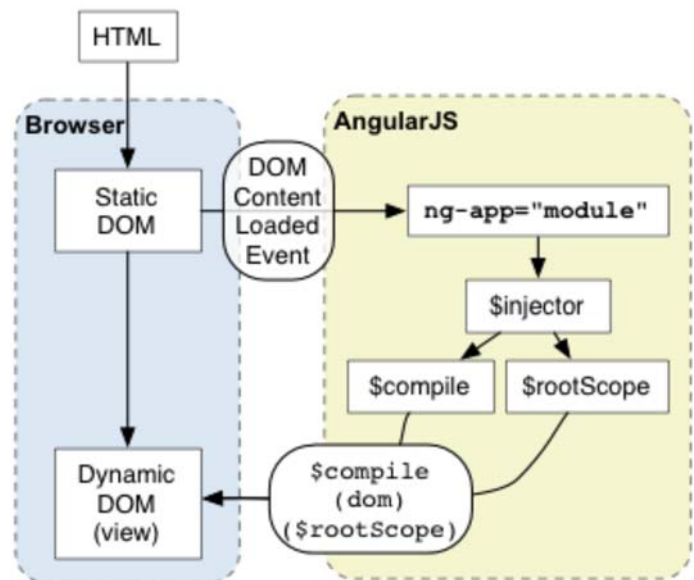 HTML
Browser
AngularJS
Static
DOM
DOM
Content
Loaded
Event
ng-app="module"
$injector
$compile
$rootScope
Dynamic
DOM
(view)
$compile
(dom)
($rootScope)